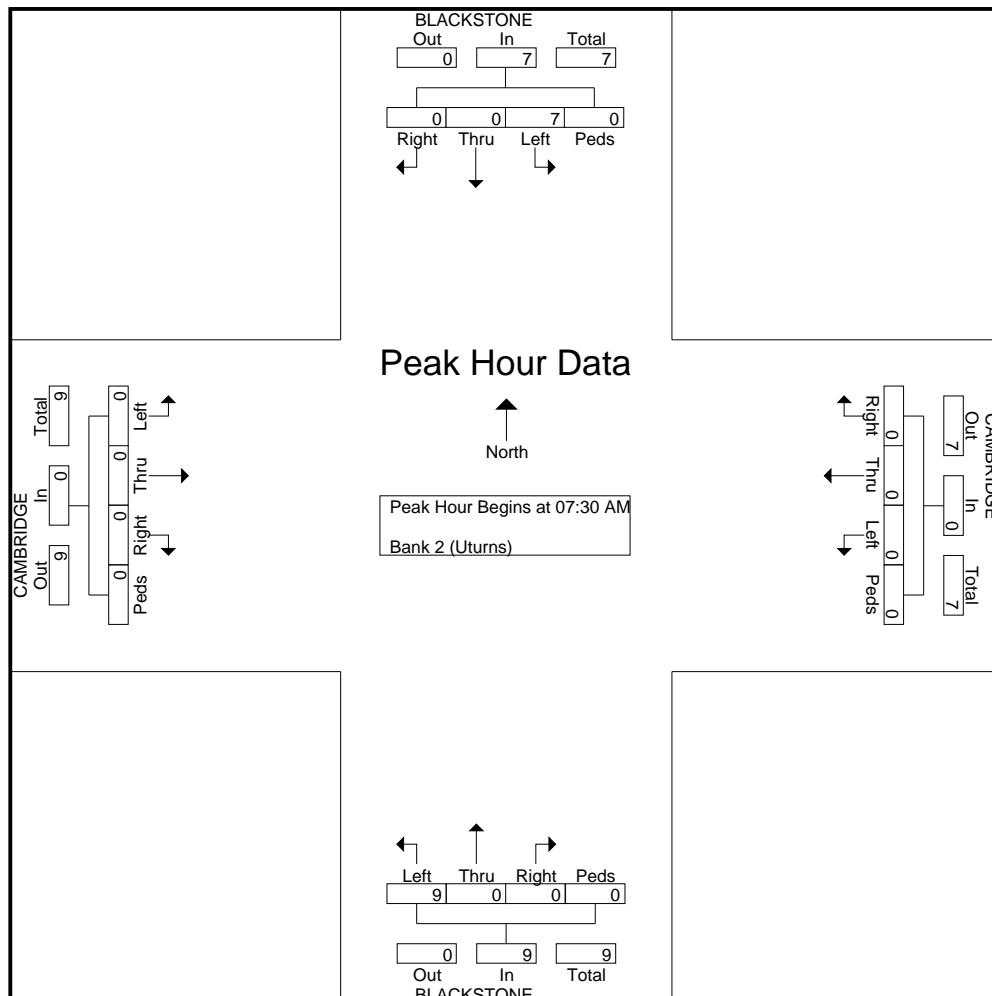 BLACKSTONE
Out In Total
0 7 7
0 0 7 0
Right Thru Left Peds
Peak Hour Data
North
Peak Hour Begins at 07:30 AM
Bank 2 (Uturns)
CAMBRIDGE
Total In Out
9 0 9
0 0 0 0
Left Thru Right Peds
CAMBRIDGE
Out In Total
7 0 7
0 0 0 0
Right Thru Left Peds
Left Thru Right Peds
9 0 0 0
0 9 9
Out In Total
BLACKSTONE